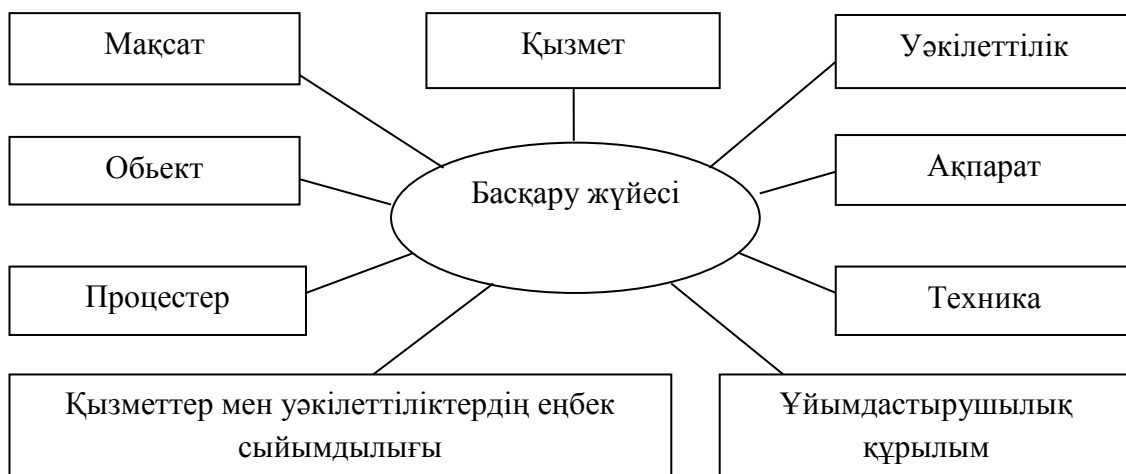 Мақсат
Қызмет
Уәкілеттілік
Обьект
Басқару жүйесі
Ақпарат
Процестер
Техника
Қызметтер мен уәкілеттіліктердің еңбек
сыйымдылығы
Ұйымдастырушылық
құрылым